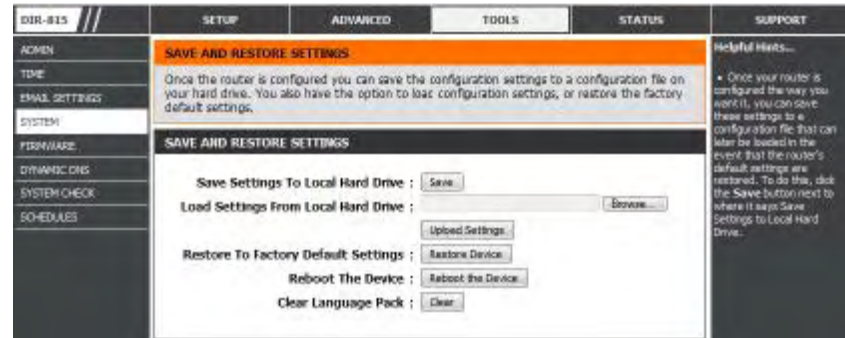 DIR-815
SETUP
ADVANCED
TOOLS
STATUS
SUPPORT
ADMIN
TIME
EMAIL SETTINGS
SYSTEM
FIRMWARE
DYNAMIC DNS
SYSTEM CHECK
SCHEDULES
SAVE AND RESTORE SETTINGS
Once the router is configured you can save the configuration settings to a configuration file on
your hard drive. You also have the option to load configuration settings, or restore the factory
default settings.
SAVE AND RESTORE SETTINGS
Save Settings To Local Hard Drive : Save
Load Settings From Local Hard Drive : Browse...
Upload Settings
Restore To Factory Default Settings : Restore Device
Reboot The Device : Reboot the Device
Clear Language Pack : Clear
Helpful Hints...
• Once your router is
configured the way you
want it, you can save
these settings to a
configuration file that can
later be loaded in the
event that the router's
default settings are
restored. To do this, click
the Save button next to
where it says Save
Settings to Local Hard
Drive.